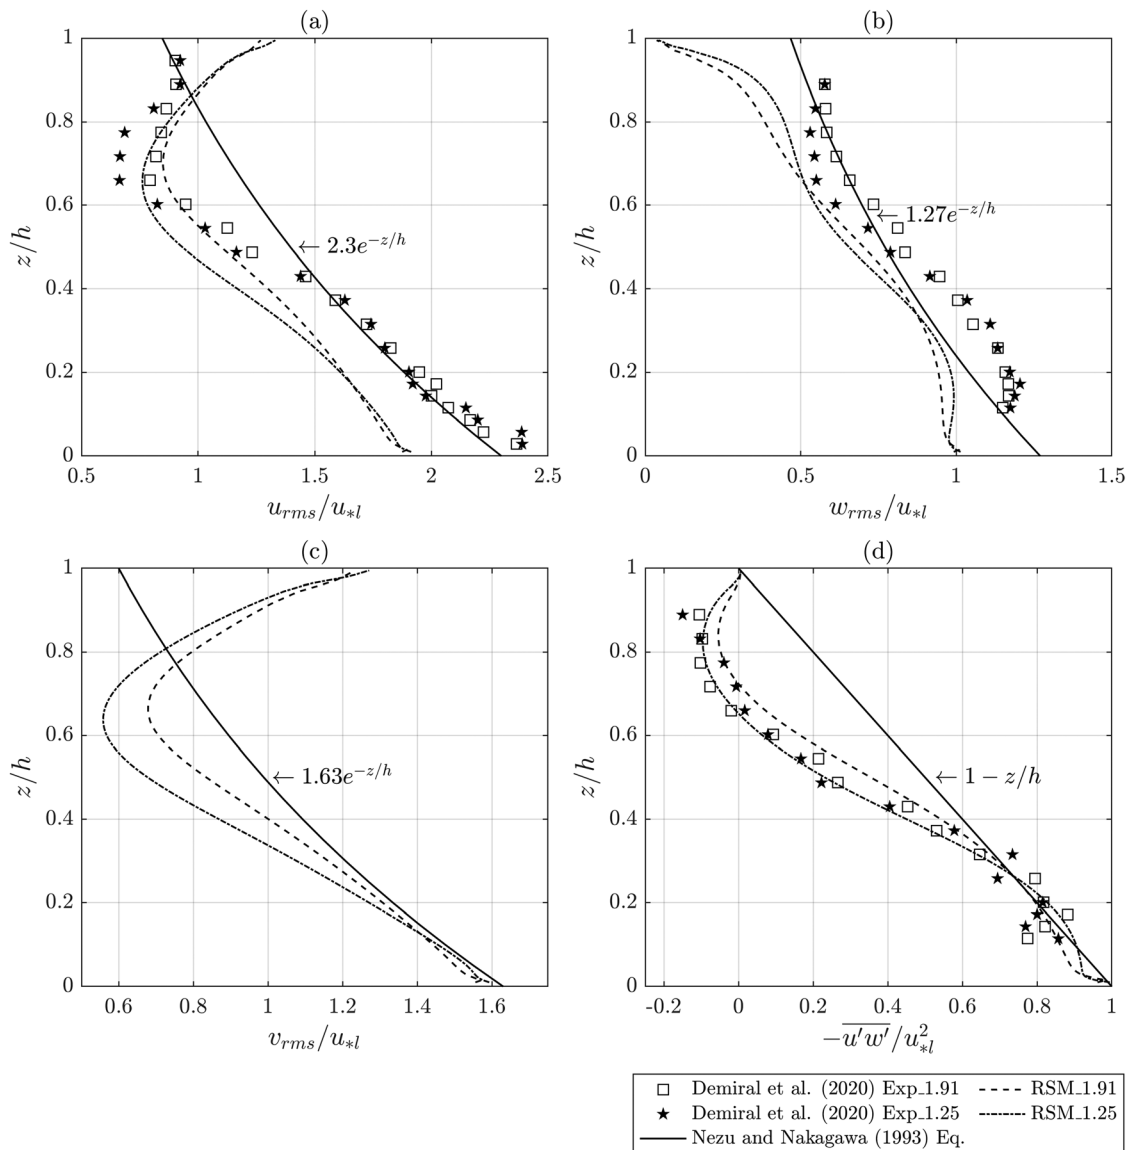 (a)
1
0.8
0.6
0.4
0.2
0
z/h
← 2.3e^{-z/h}
0.5 1 1.5 2 2.5
u_{rms}/u_{*l}
(b)
1
0.8
0.6
0.4
0.2
0
z/h
← 1.27e^{-z/h}
0 0.5 1 1.5
w_{rms}/u_{*l}
(c)
1
0.8
0.6
0.4
0.2
0
z/h
← 1.63e^{-z/h}
0.6 0.8 1 1.2 1.4 1.6
v_{rms}/u_{*l}
(d)
1
0.8
0.6
0.4
0.2
0
z/h
← 1 − z/h
-0.2 0 0.2 0.4 0.6 0.8 1
−\overline{u'w'}/u_{*l}^2
Demiral et al. (2020) Exp_1.91 RSM_1.91
Demiral et al. (2020) Exp_1.25 RSM_1.25
Nezu and Nakagawa (1993) Eq.